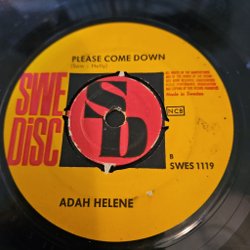 PLEASE COME DOWN
SWE
DISC
SD
Made in Sweden
NCB
B
SWES 1119
ADAH HELENE